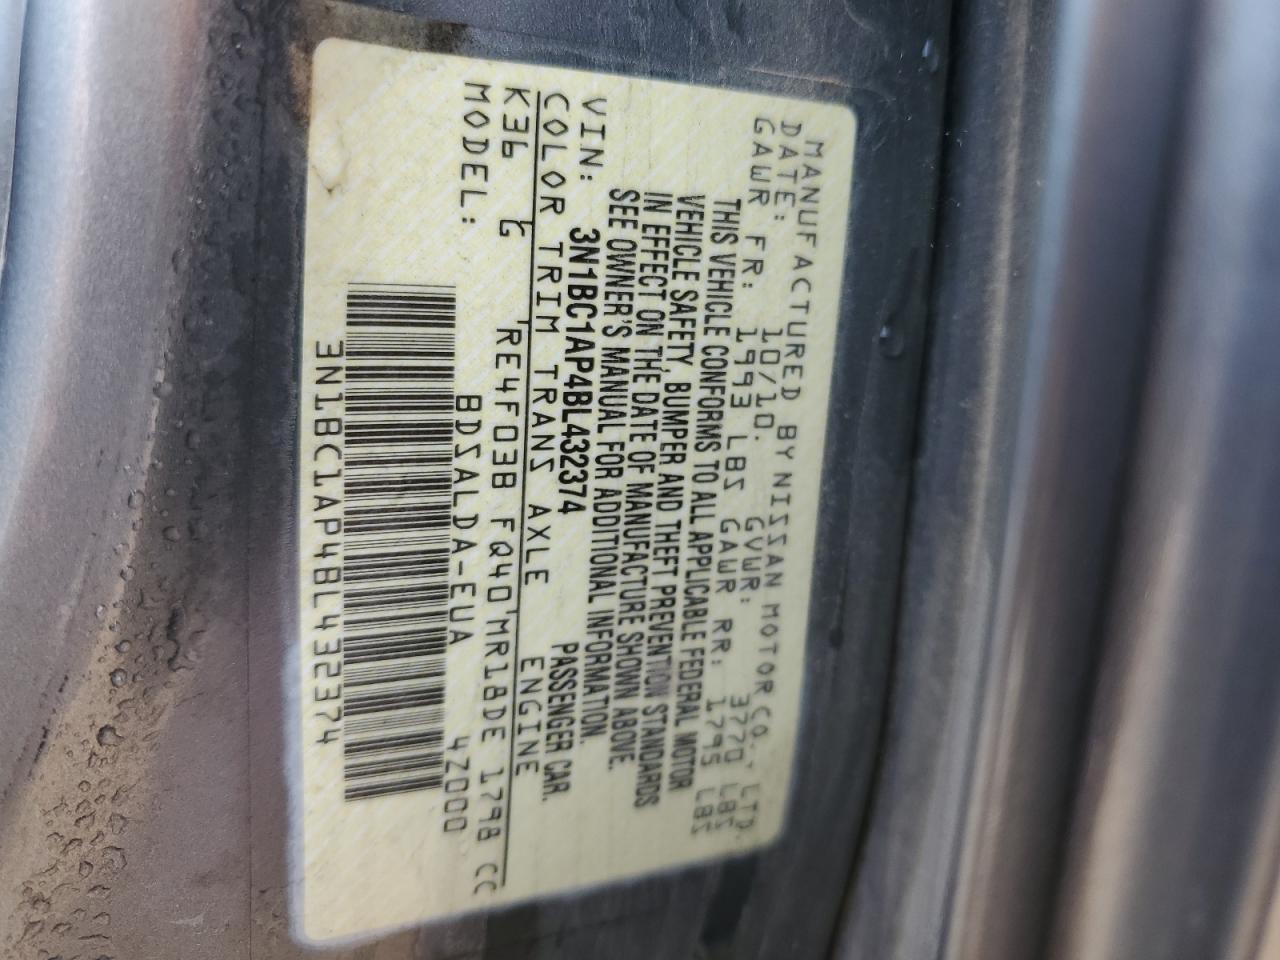 MANUFACTURED BY NISSAN MOTOR CO., LTD.
DATE: 10/10. GVWR: 3770 LBS
GAWR FR: 1993 LBS GAWR RR: 1795 LBS
THIS VEHICLE CONFORMS TO ALL APPLICABLE FEDERAL MOTOR
VEHICLE SAFETY, BUMPER AND THEFT PREVENTION STANDARDS
IN EFFECT ON THE DATE OF MANUFACTURE SHOWN ABOVE.
SEE OWNER'S MANUAL FOR ADDITIONAL INFORMATION.
VIN: 3N1BC1AP4BL432374 PASSENGER CAR.
COLOR TRIM TRANS AXLE ENGINE
K36 G RE4F03B FQ40 MR18DE 1798 CC
MODEL: BDSALDA-EUA 4Z000
3N1BC1AP4BL432374